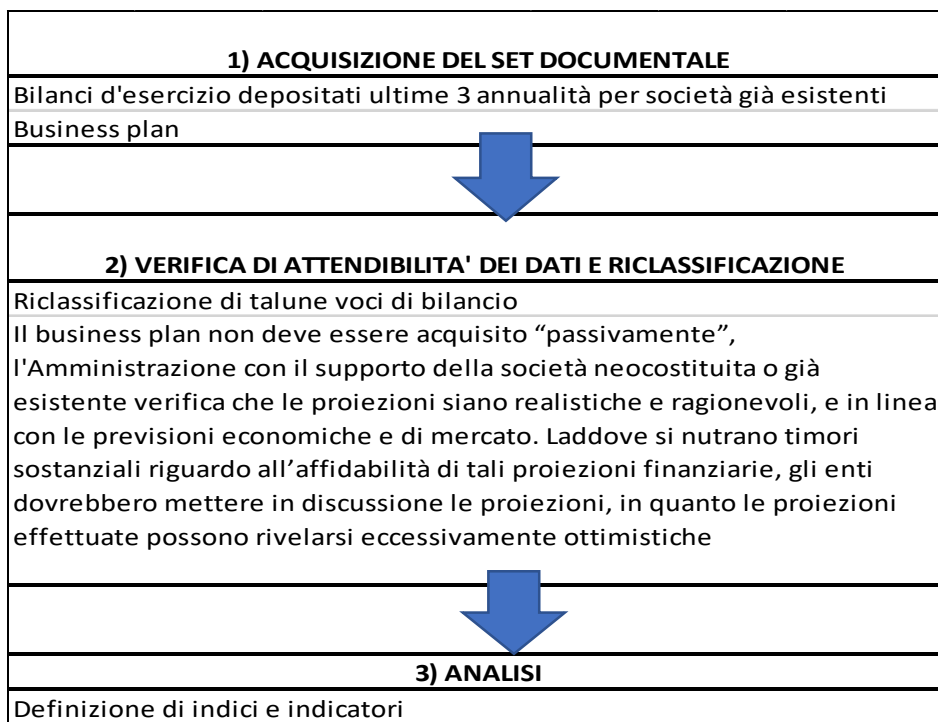 1) ACQUISIZIONE DEL SET DOCUMENTALE
Bilanci d'esercizio depositati ultime 3 annualità per società già esistenti
Business plan
2) VERIFICA DI ATTENDIBILITA' DEI DATI E RICLASSIFICAZIONE
Riclassificazione di talune voci di bilancio
Il business plan non deve essere acquisito “passivamente”,
l'Amministrazione con il supporto della società neocostituita o già
esistente verifica che le proiezioni siano realistiche e ragionevoli, e in linea
con le previsioni economiche e di mercato. Laddove si nutrano timori
sostanziali riguardo all’affidabilità di tali proiezioni finanziarie, gli enti
dovrebbero mettere in discussione le proiezioni, in quanto le proiezioni
effettuate possono rivelarsi eccessivamente ottimistiche
3) ANALISI
Definizione di indici e indicatori